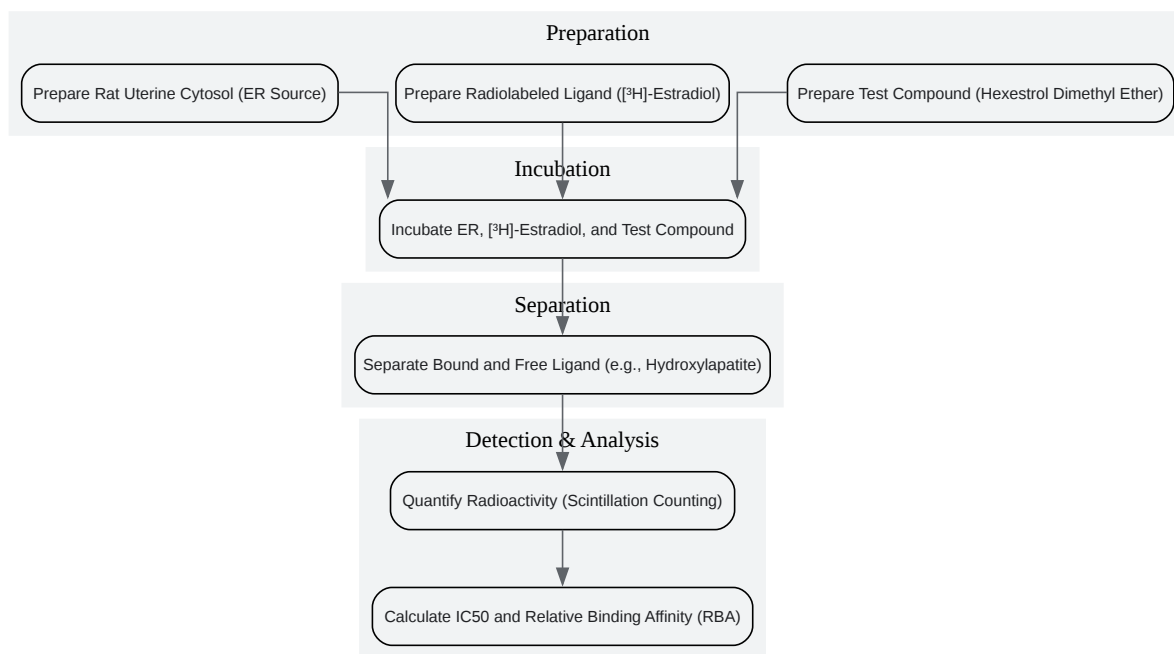 Preparation
Prepare Rat Uterine Cytosol (ER Source)
Prepare Radiolabeled Ligand ([³H]-Estradiol)
Prepare Test Compound (Hexestrol Dimethyl Ether)
Incubation
Incubate ER, [³H]-Estradiol, and Test Compound
Separation
Separate Bound and Free Ligand (e.g., Hydroxylapatite)
Detection & Analysis
Quantify Radioactivity (Scintillation Counting)
Calculate IC50 and Relative Binding Affinity (RBA)